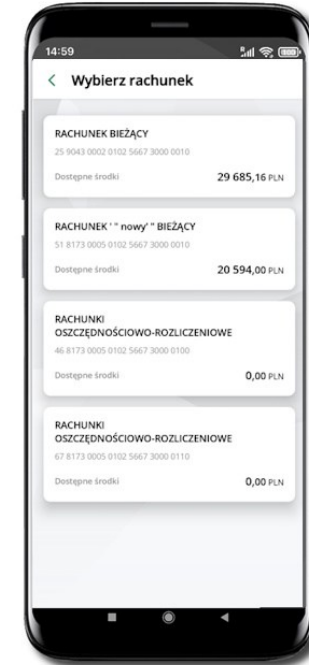 14:59
Wybierz rachunek
RACHUNEK BIEŻĄCY
25 9043 0002 0102 5667 3000 0010
Dostępne środki 29 685,16 PLN
RACHUNEK ' " nowy' " BIEŻĄCY
51 8173 0005 0102 5667 3000 0010
Dostępne środki 20 594,00 PLN
RACHUNKI
OSZCZĘDNOŚCIOWO-ROZLICZENIOWE
46 8173 0005 0102 5667 3000 0100
Dostępne środki 0,00 PLN
RACHUNKI
OSZCZĘDNOŚCIOWO-ROZLICZENIOWE
67 8173 0005 0102 5667 3000 0110
Dostępne środki 0,00 PLN